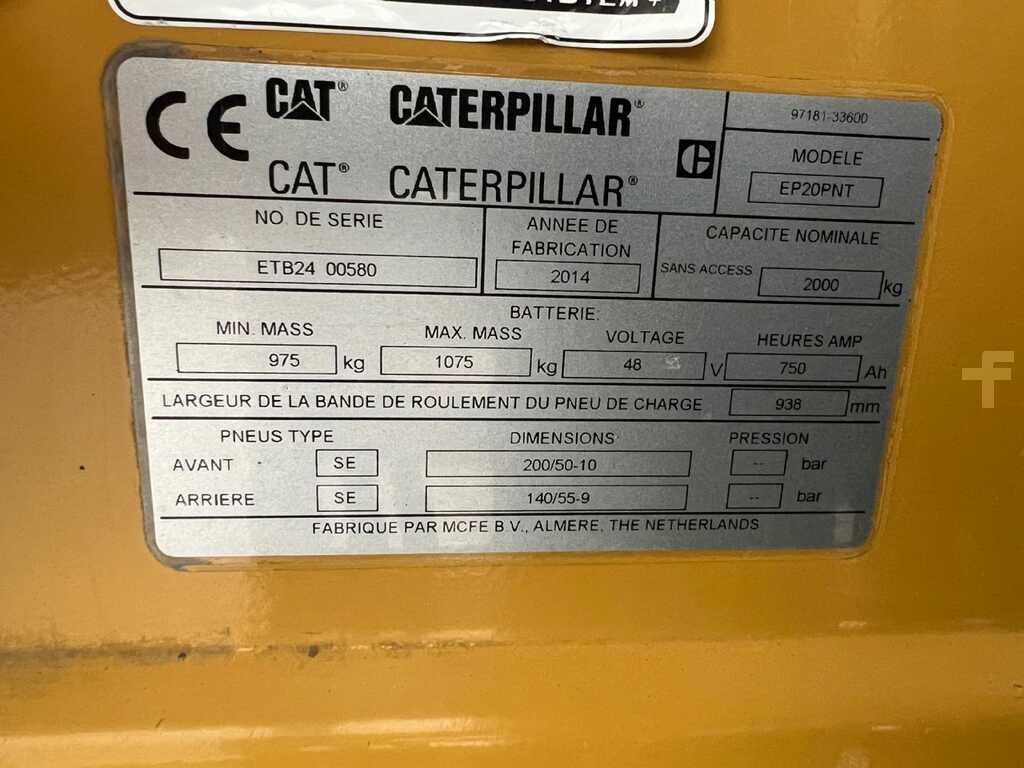 CE CAT® CATERPILLAR®
CAT® CATERPILLAR®
97181-33600
MODELE
EP20PNT
NO. DE SERIE
ETB24 00580
ANNEE DE
FABRICATION
2014
CAPACITE NOMINALE
SANS ACCESS 2000 kg
BATTERIE:
MIN. MASS MAX. MASS VOLTAGE HEURES AMP
975 kg 1075 kg 48 V 750 Ah
LARGEUR DE LA BANDE DE ROULEMENT DU PNEU DE CHARGE 938 mm
PNEUS TYPE DIMENSIONS PRESSION
AVANT SE 200/50-10 -- bar
ARRIERE SE 140/55-9 -- bar
FABRIQUE PAR MCFE B.V., ALMERE, THE NETHERLANDS